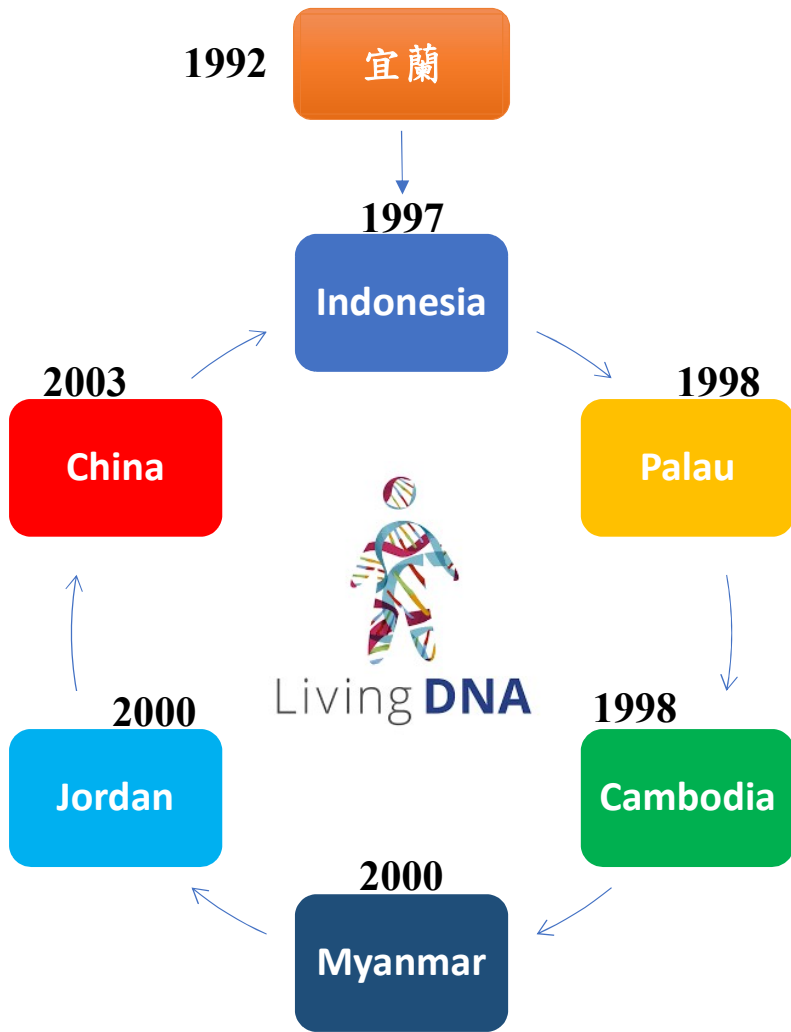 1992
宜蘭
1997
Indonesia
1998
Palau
1998
Cambodia
2000
Myanmar
2000
Jordan
2003
China
Living DNA